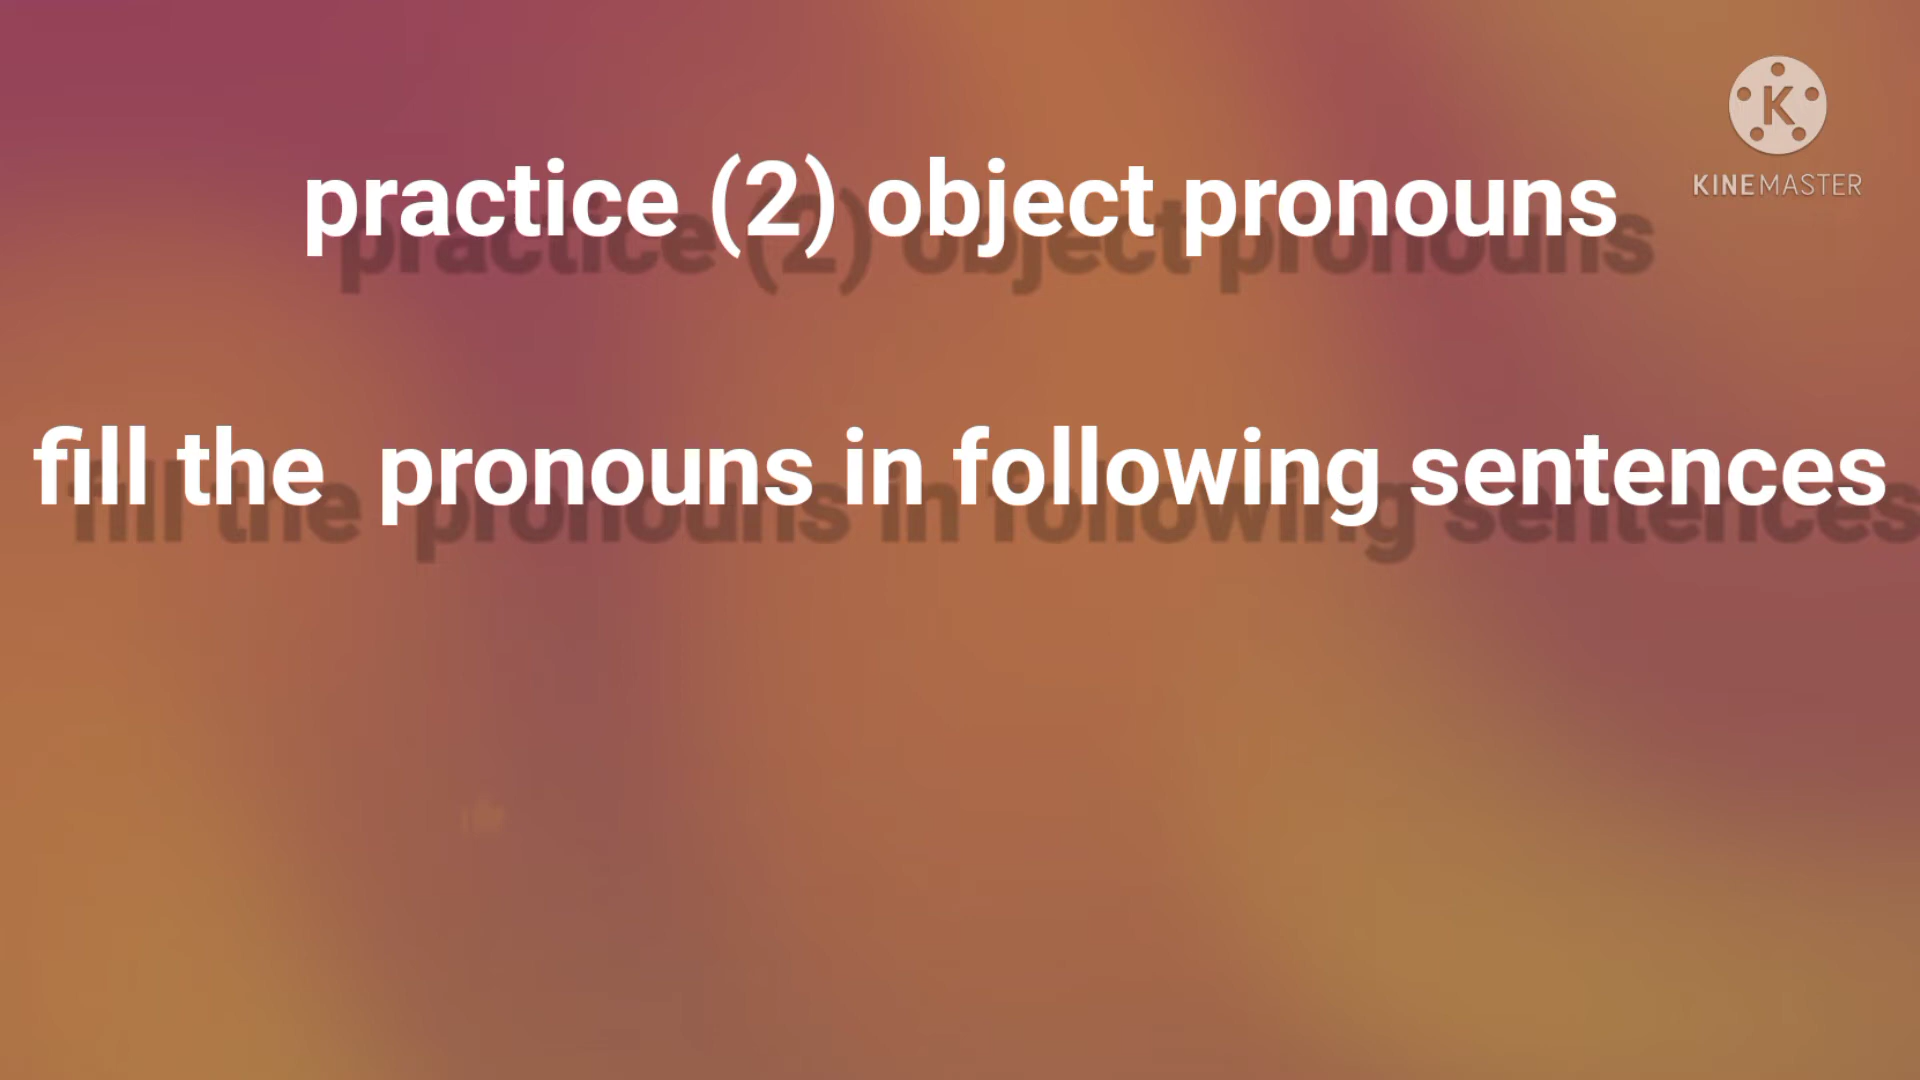 practice (2) object pronouns
K
KINEMASTER
fill the  pronouns in following sentences